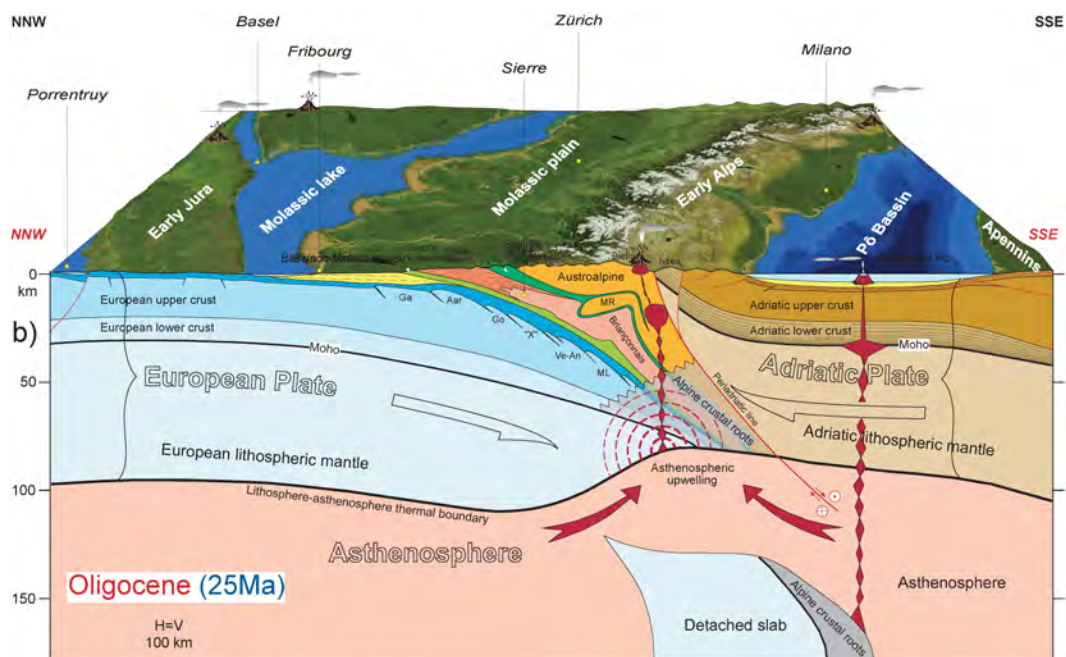 NNW
SSE
Basel
Zürich
Fribourg
Milano
Sierre
Porrentruy
Early Jura
Molassic lake
Molassic plain
Early Alps
Pô Bassin
Apennins
NNW
SSE
0
km
50
100
150
b)
Austroalpine
MR
Briançonnais
European upper crust
European lower crust
Moho
Ga
Aar
Go
"X"
Ve-An
ML
Adriatic upper crust
Adriatic lower crust
Moho
European Plate
Adriatic Plate
Alpine crustal roots
Periadriatic line
European lithospheric mantle
Adriatic lithospheric mantle
Asthenospheric
upwelling
Lithosphere-asthenosphere thermal boundary
Asthenosphere
Asthenosphere
Oligocene (25Ma)
H=V
100 km
Detached slab
Alpine crustal roots